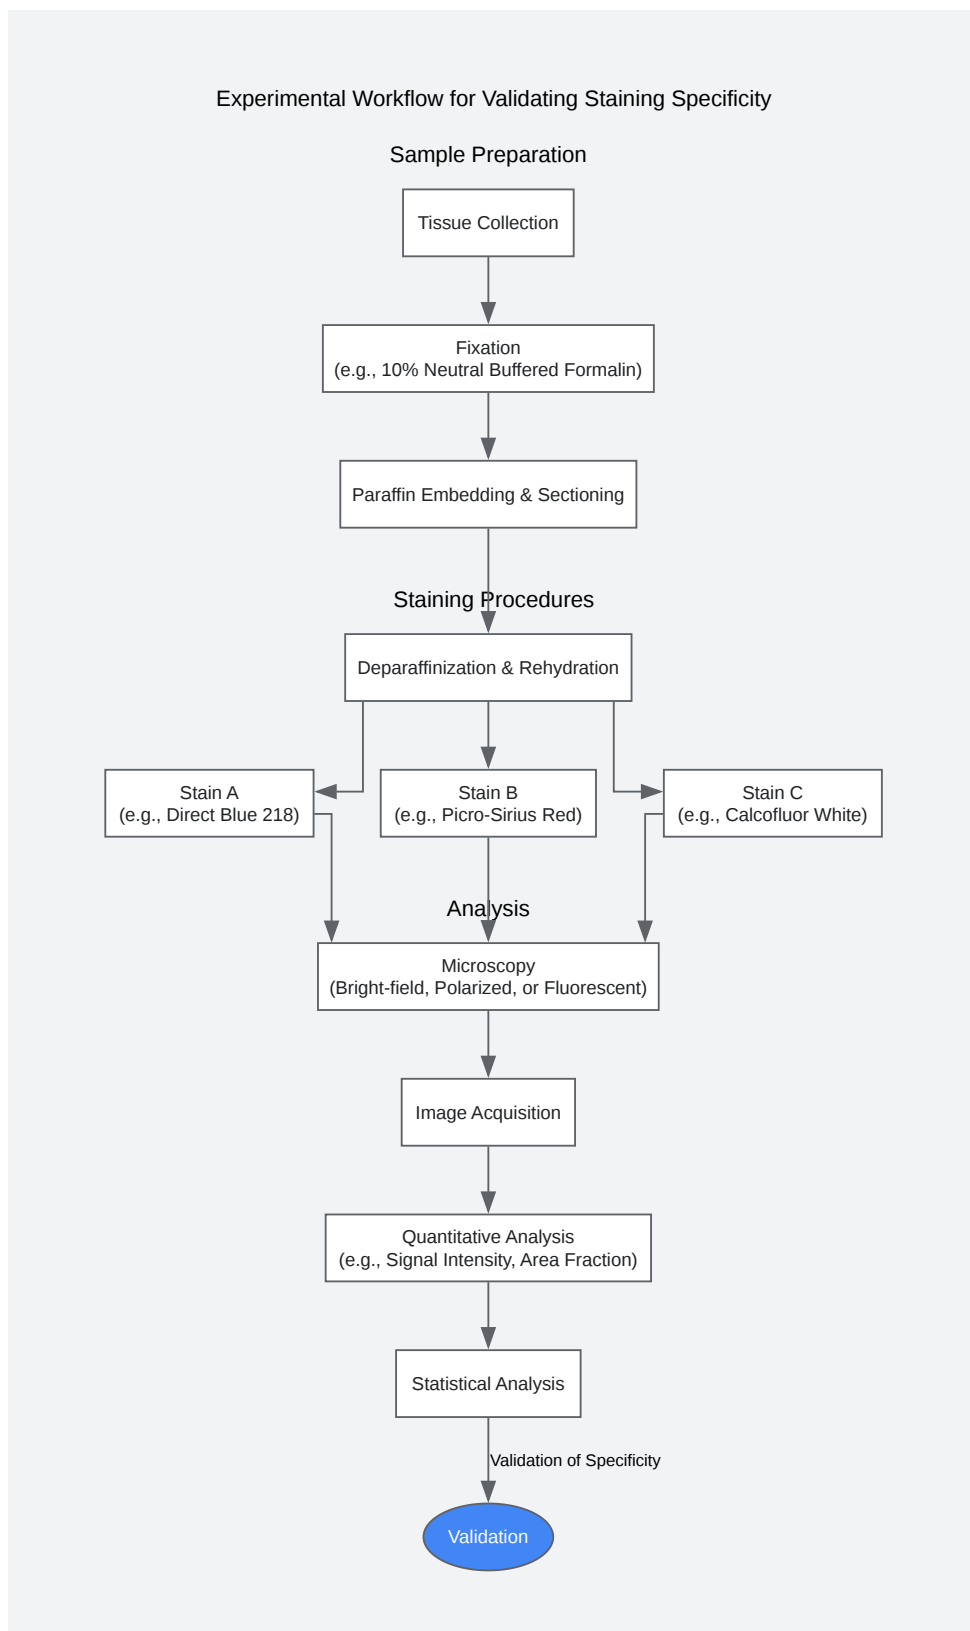 Experimental Workflow for Validating Staining Specificity
Sample Preparation
Tissue Collection
Fixation
(e.g., 10% Neutral Buffered Formalin)
Paraffin Embedding & Sectioning
Staining Procedures
Deparaffinization & Rehydration
Stain A
(e.g., Direct Blue 218)
Stain B
(e.g., Picro-Sirius Red)
Stain C
(e.g., Calcofluor White)
Analysis
Microscopy
(Bright-field, Polarized, or Fluorescent)
Image Acquisition
Quantitative Analysis
(e.g., Signal Intensity, Area Fraction)
Statistical Analysis
Validation of Specificity
Validation